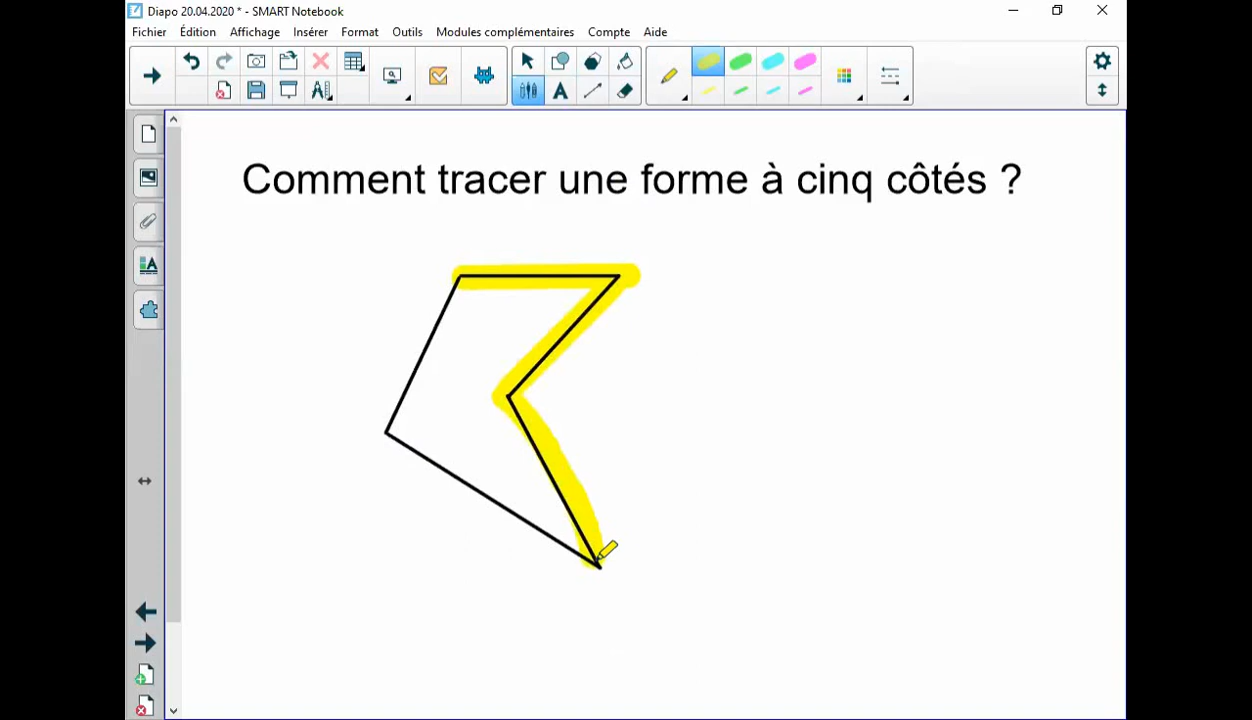 Diapo 20.04.2020 * - SMART Notebook
Fichier Édition Affichage Insérer Format Outils Modules complémentaires Compte Aide
Comment tracer une forme à cinq côtés ?